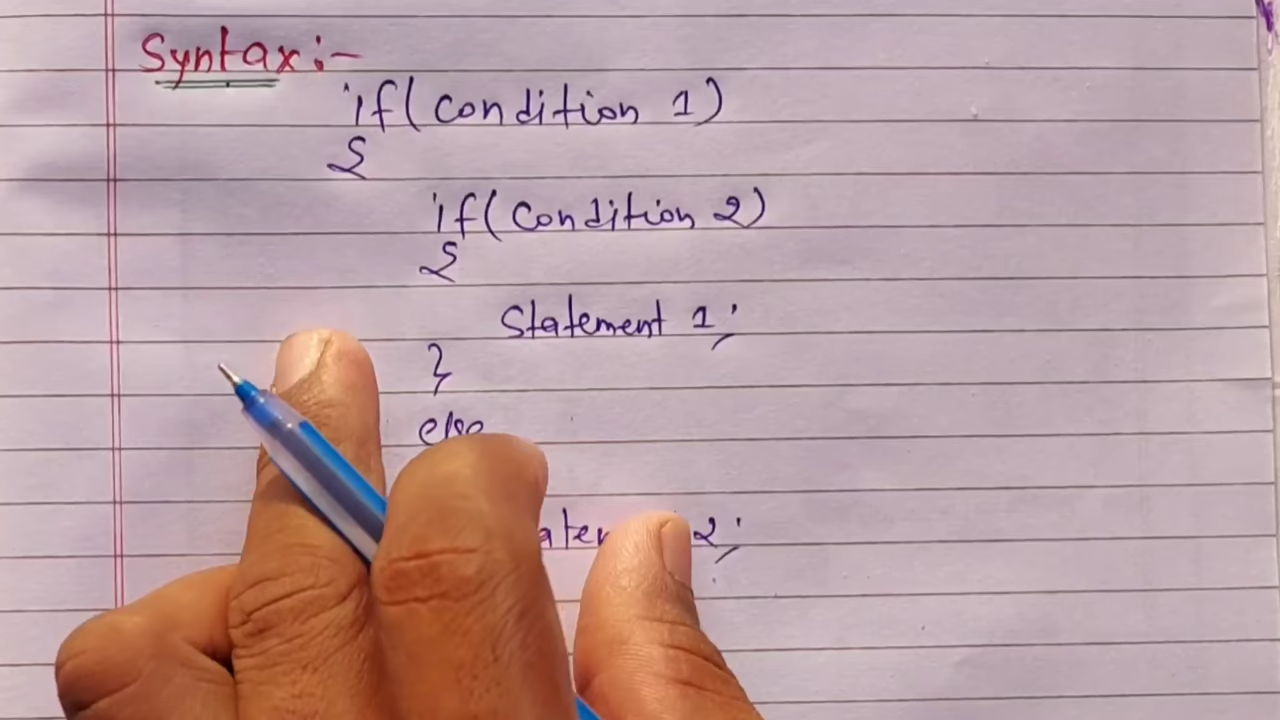 Syntax:-
if(condition 1)
{
if(condition 2)
{
Statement 1;
}
else
2;